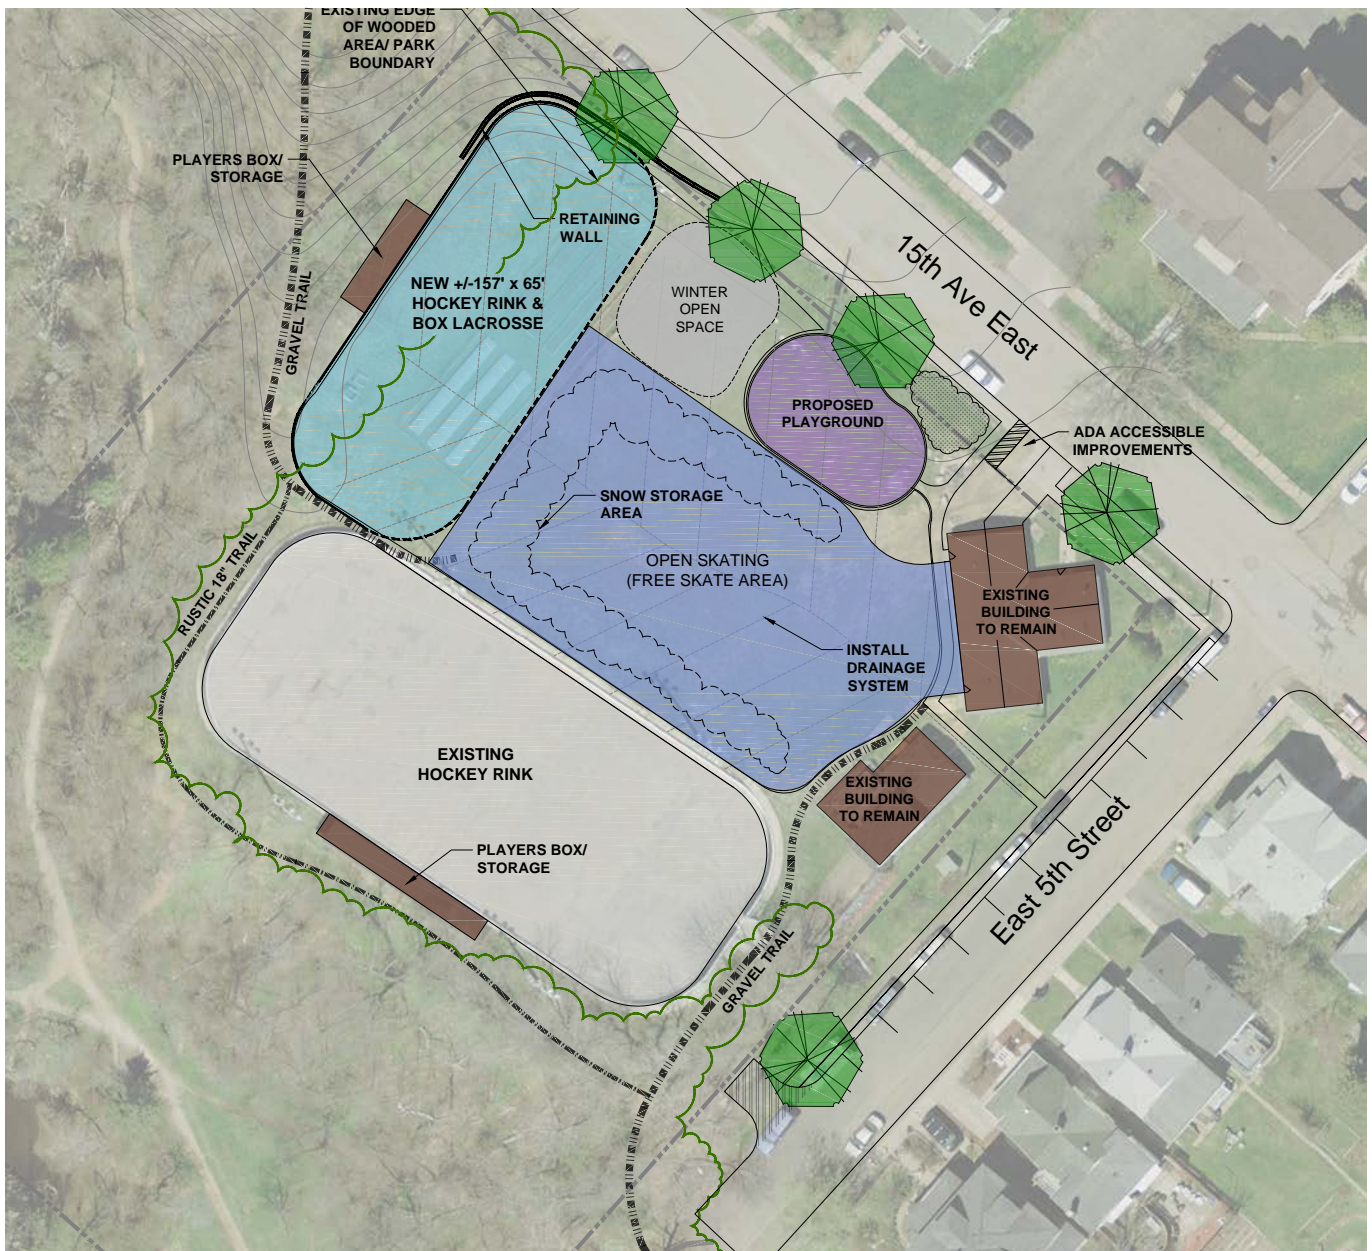 EXISTING EDGE
OF WOODED
AREA/ PARK
BOUNDARY
PLAYERS BOX/
STORAGE
RETAINING
WALL
NEW +/-157' x 65'
HOCKEY RINK &
BOX LACROSSE
GRAVEL TRAIL
WINTER
OPEN
SPACE
15th Ave East
PROPOSED
PLAYGROUND
ADA ACCESSIBLE
IMPROVEMENTS
SNOW STORAGE
AREA
OPEN SKATING
(FREE SKATE AREA)
RUSTIC 18" TRAIL
EXISTING
BUILDING
TO REMAIN
INSTALL
DRAINAGE
SYSTEM
EXISTING
HOCKEY RINK
EXISTING
BUILDING
TO REMAIN
PLAYERS BOX/
STORAGE
East 5th Street
GRAVEL TRAIL